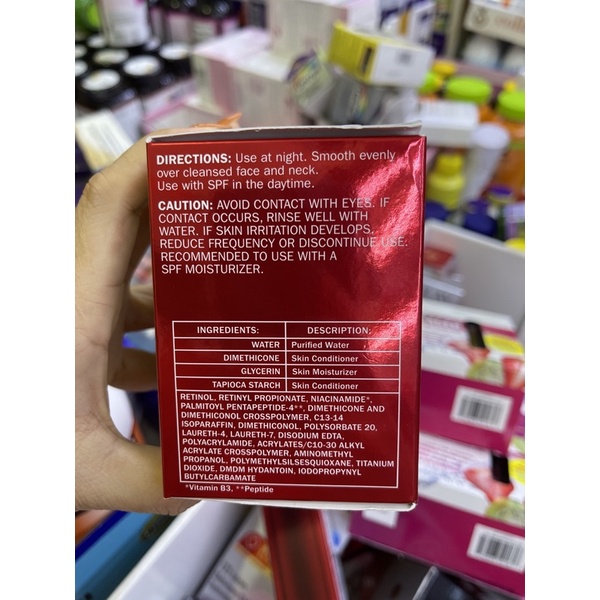 DIRECTIONS: Use at night. Smooth evenly
over cleansed face and neck.
Use with SPF in the daytime.
CAUTION: AVOID CONTACT WITH EYES. IF
CONTACT OCCURS, RINSE WELL WITH
WATER. IF SKIN IRRITATION DEVELOPS,
REDUCE FREQUENCY OR DISCONTINUE USE.
RECOMMENDED TO USE WITH A
SPF MOISTURIZER.
INGREDIENTS: DESCRIPTION:
WATER Purified Water
DIMETHICONE Skin Conditioner
GLYCERIN Skin Moisturizer
TAPIOCA STARCH Skin Conditioner
RETINOL, RETINYL PROPIONATE, NIACINAMIDE*,
PALMITOYL PENTAPEPTIDE-4**, DIMETHICONE AND
DIMETHICONOL CROSSPOLYMER, C13-14
ISOPARAFFIN, DIMETHICONOL, POLYSORBATE 20,
LAURETH-4, LAURETH-7, DISODIUM EDTA,
POLYACRYLAMIDE, ACRYLATES/C10-30 ALKYL
ACRYLATE CROSSPOLYMER, AMINOMETHYL
PROPANOL, POLYMETHYLSILSESQUIOXANE, TITANIUM
DIOXIDE, DMDM HYDANTOIN, IODOPROPYNYL
BUTYLCARBAMATE
*Vitamin B3, **Peptide